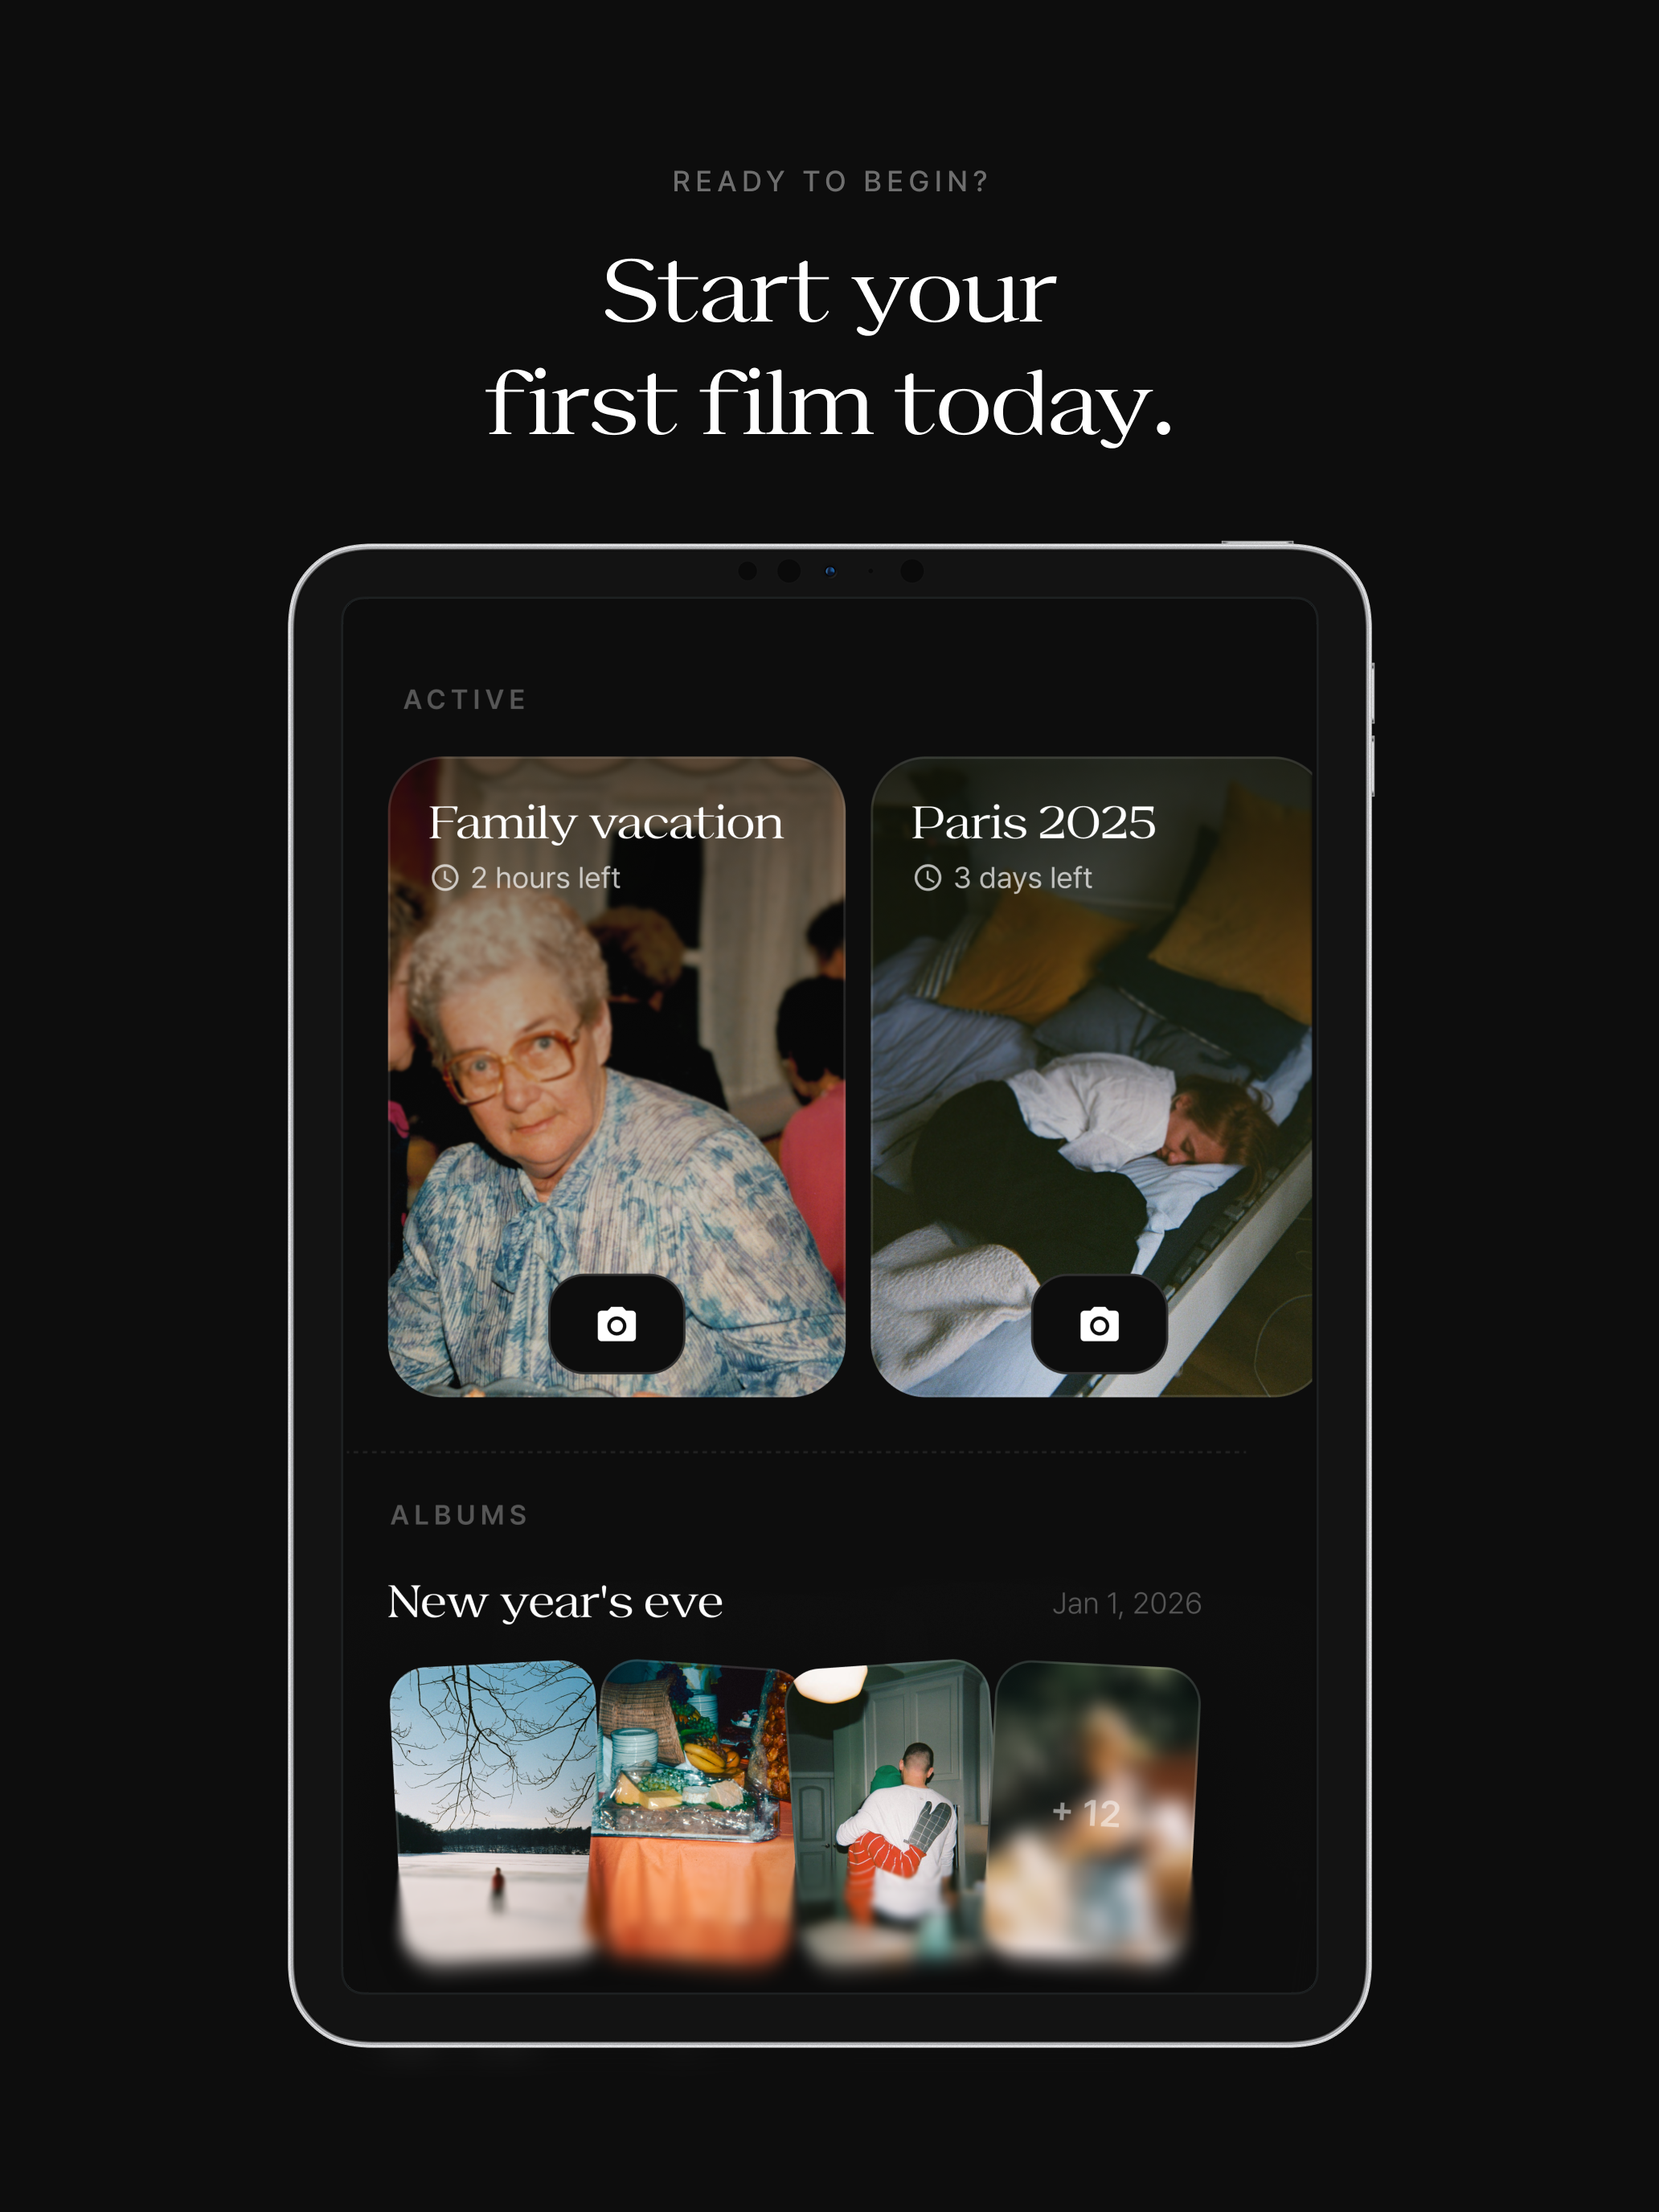 READY TO BEGIN?
Start your
first film today.
ACTIVE
Family vacation
2 hours left
Paris 2025
3 days left
ALBUMS
New year's eve
Jan 1, 2026
+ 12